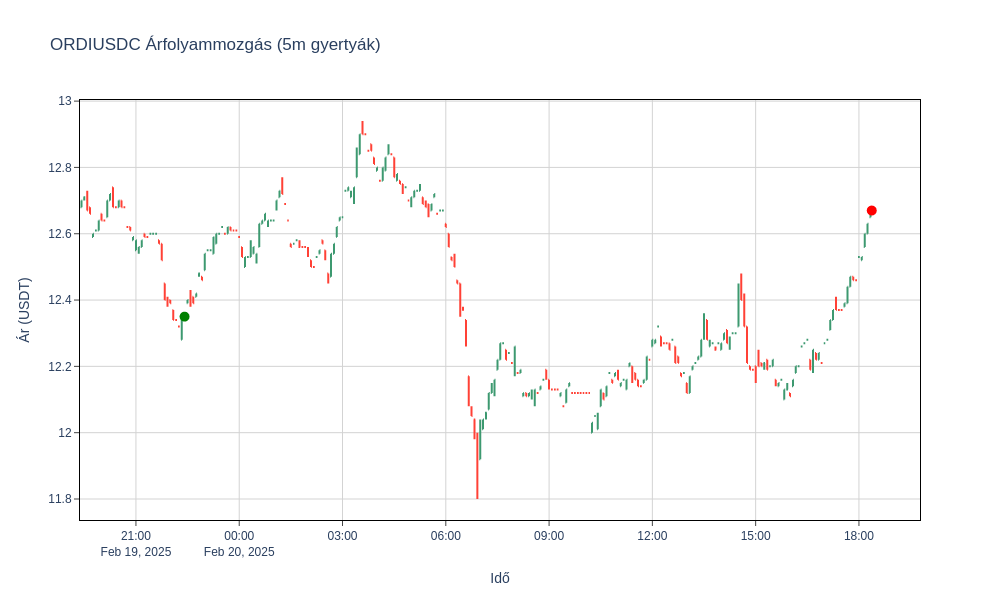 ORDIUSDC Árfolyammozgás (5m gyertyák)
13
12.8
12.6
12.4
12.2
12
11.8
Ár (USDT)
21:00 00:00 03:00 06:00 09:00 12:00 15:00 18:00
Feb 19, 2025 Feb 20, 2025
Idő